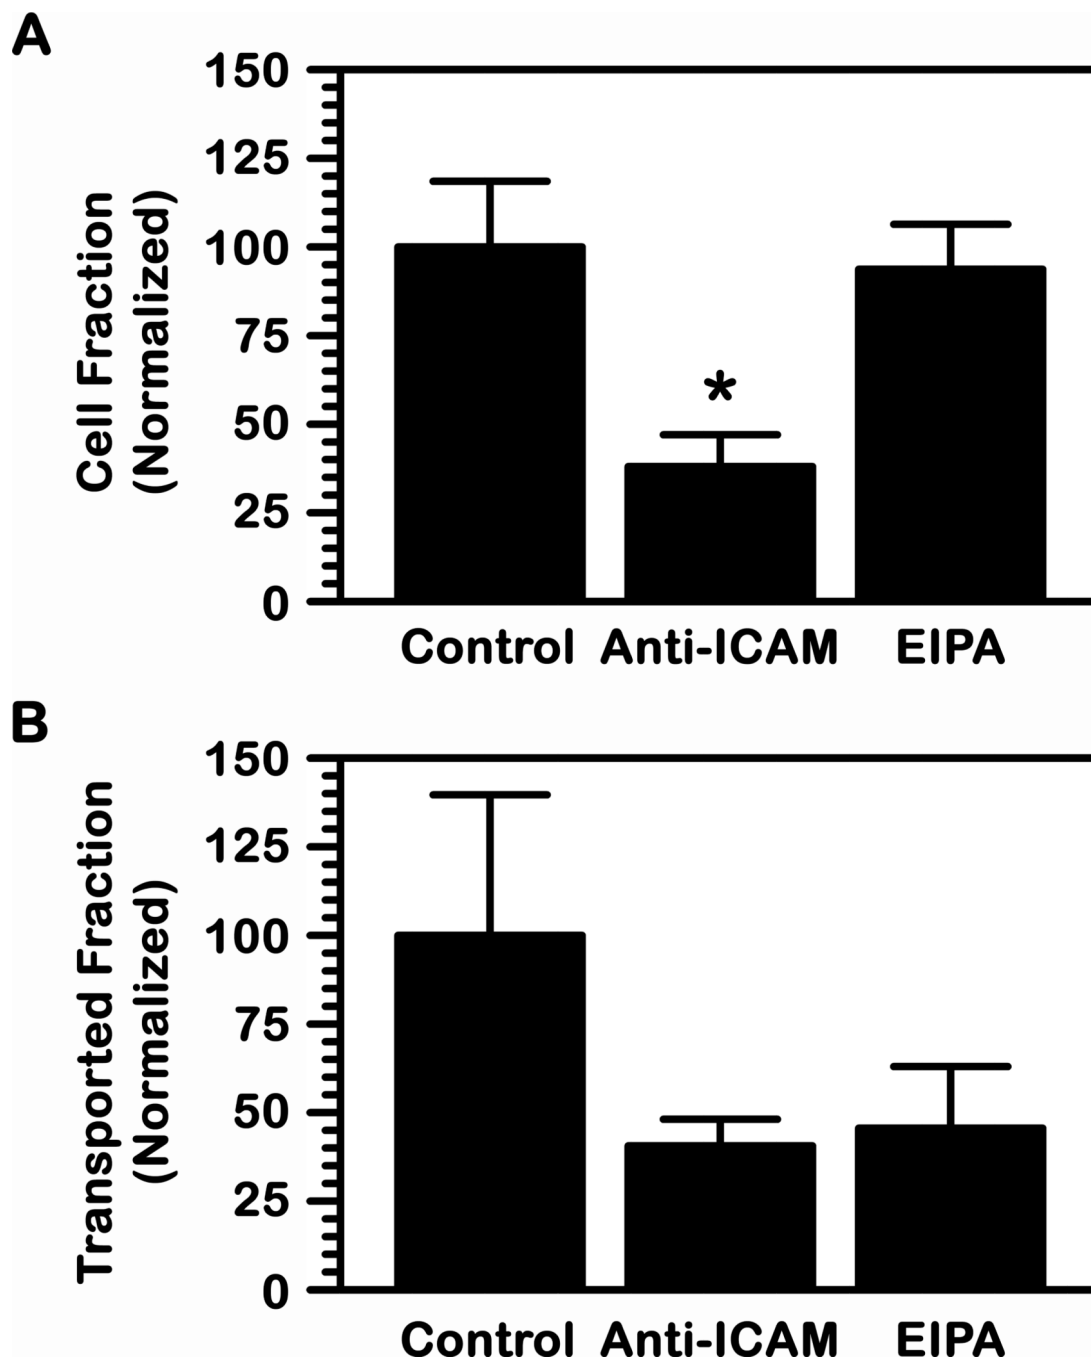 A
150
125
100
75
50
25
0
Cell Fraction
(Normalized)
*
Control Anti-ICAM EIPA
B
150
125
100
75
50
25
0
Transported Fraction
(Normalized)
Control Anti-ICAM EIPA